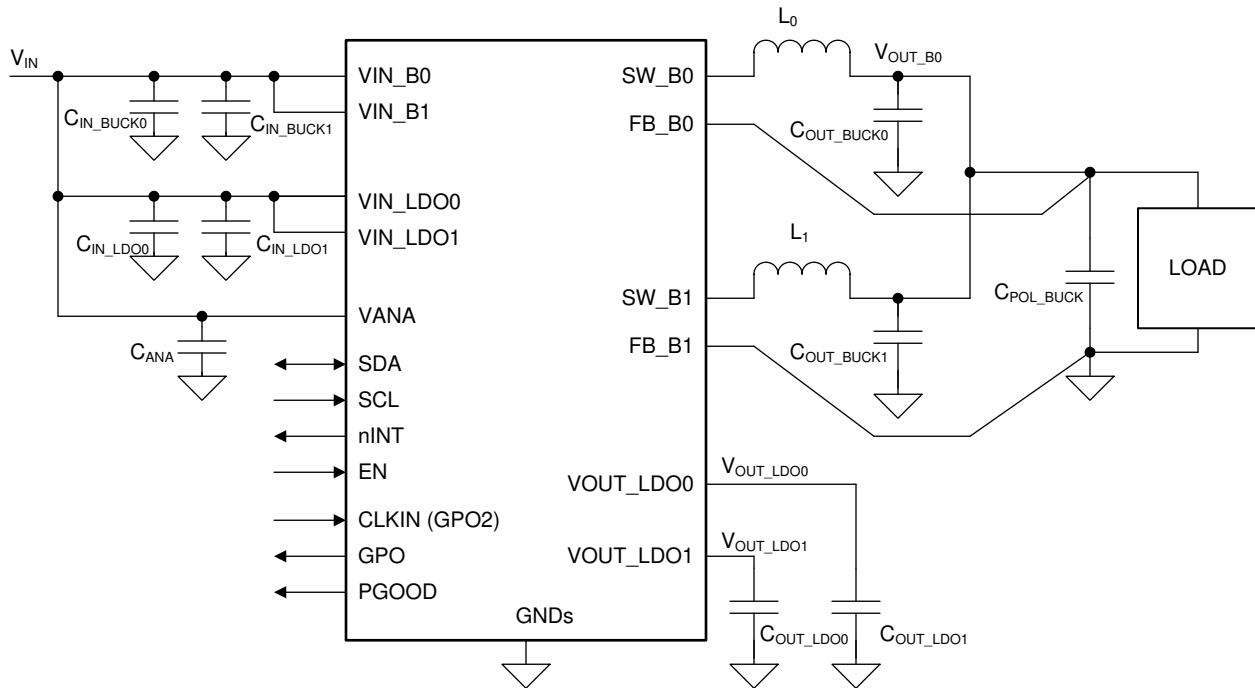 L0
VIN
VOUT_B0
VIN_B0
SW_B0
CIN_BUCK0
CIN_BUCK1
VIN_B1
COUT_BUCK0
FB_B0
VIN_LDO0
CIN_LDO0
CIN_LDO1
VIN_LDO1
L1
LOAD
SW_B1
CPOL_BUCK
VANA
CANA
FB_B1
COUT_BUCK1
SDA
SCL
nINT
EN
VOUT_LDO0
VOUT_LDO0
CLKIN (GPO2)
GPO
VOUT_LDO1
VOUT_LDO1
PGOOD
GNDs
COUT_LDO0
COUT_LDO1